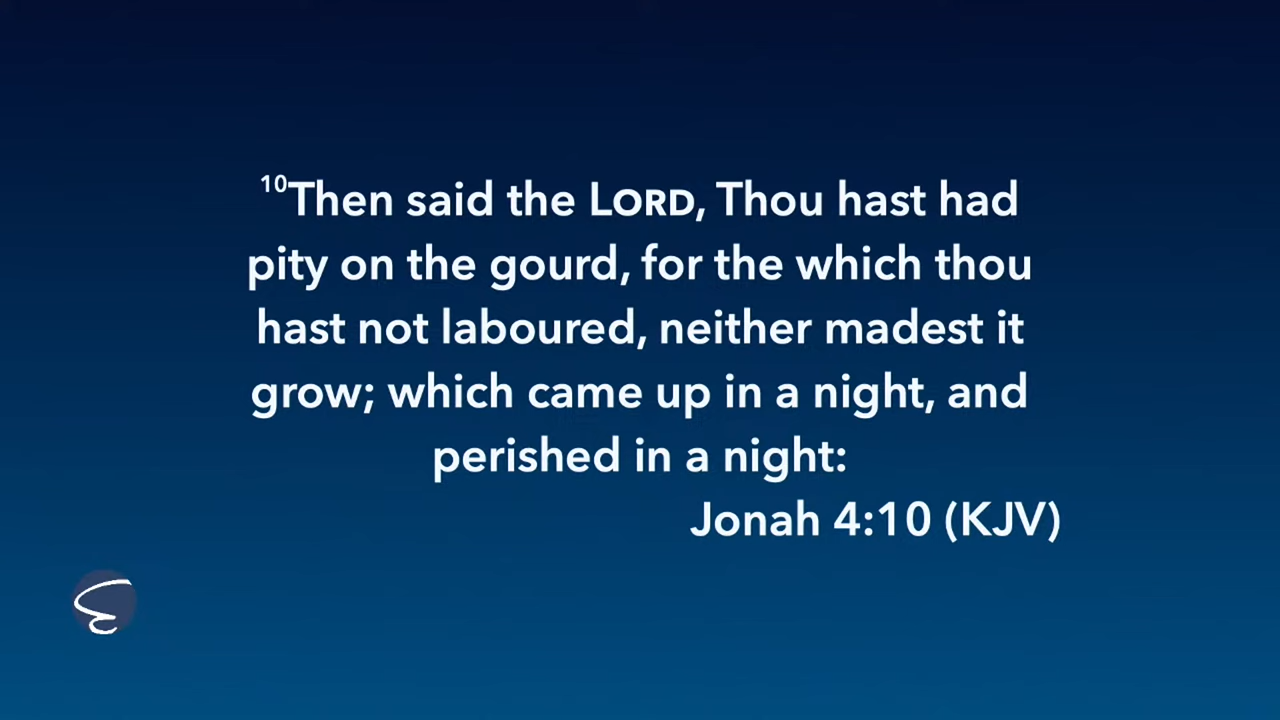 10Then said the LORD, Thou hast had
pity on the gourd, for the which thou
hast not laboured, neither madest it
grow; which came up in a night, and
perished in a night:
Jonah 4:10 (KJV)